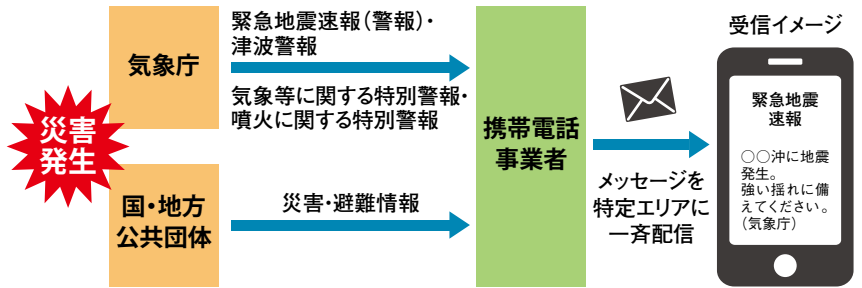 災害
発生
気象庁
緊急地震速報（警報）・
津波警報
気象等に関する特別警報・
噴火に関する特別警報
国・地方
公共団体
災害・避難情報
携帯電話
事業者
メッセージを
特定エリアに
一斉配信
受信イメージ
緊急地震
速報
○○沖に地震
発生。
強い揺れに備
えてください。
（気象庁）